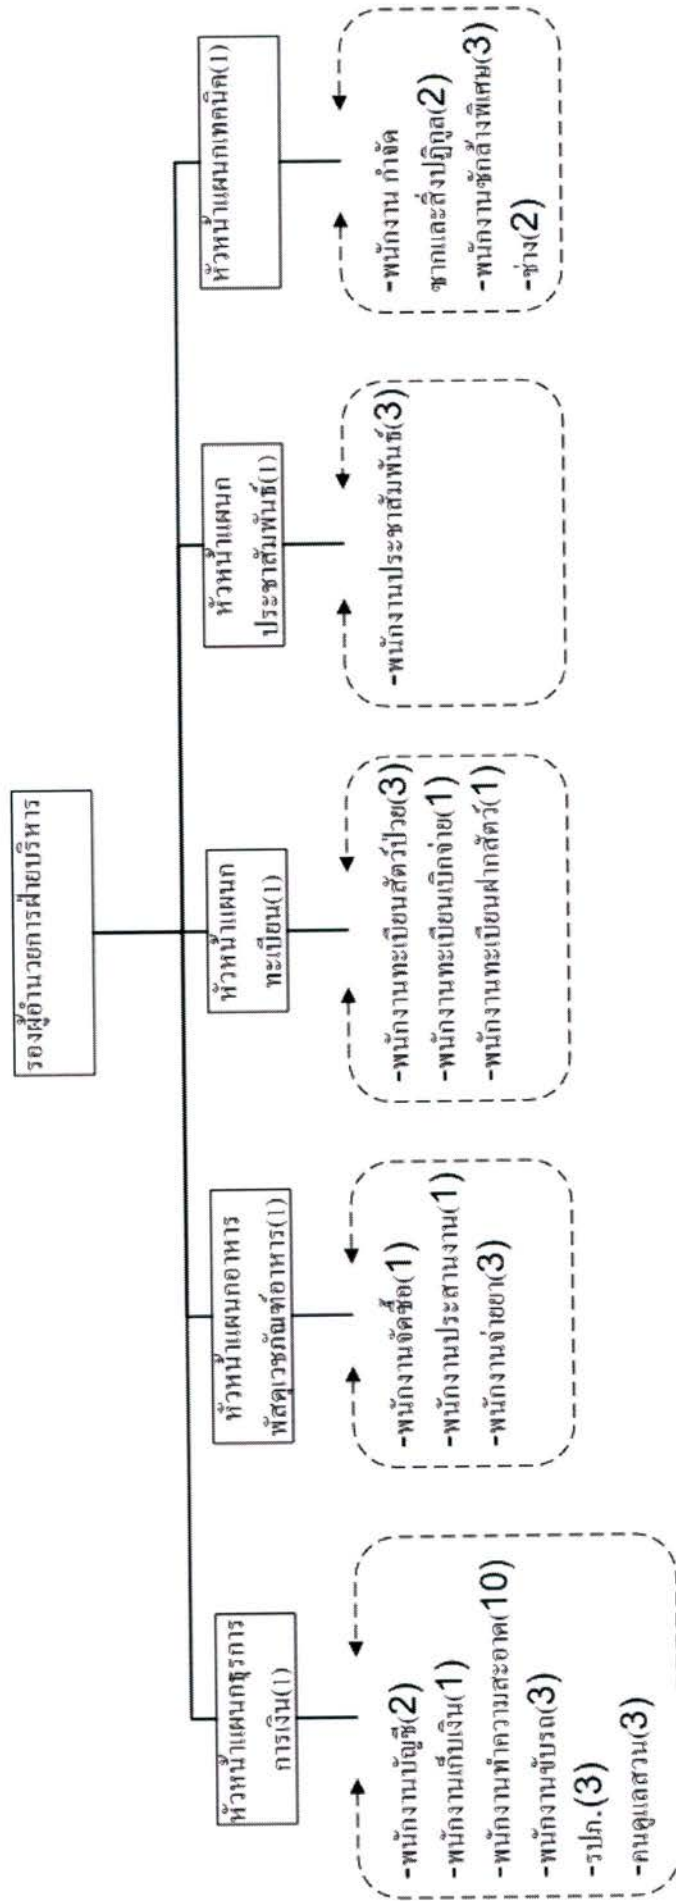 รองผู้อำนวยการฝ่ายบริหาร
หัวหน้าแผนกธุรการ
การเงิน(1)
-พนักงานบัญชี(2)
-พนักงานเก็บเงิน(1)
-พนักงานทำความสะอาด(10)
-พนักงานขับรถ(3)
-รปภ.(3)
-คนดูแลสวน(3)
หัวหน้าแผนกอาหาร
พัสดุเวชภัณฑ์อาหาร(1)
-พนักงานจัดซื้อ(1)
-พนักงานประสานงาน(1)
-พนักงานจ่ายยา(3)
หัวหน้าแผนก
ทะเบียน(1)
-พนักงานทะเบียนสัตว์ป่วย(3)
-พนักงานทะเบียนเบิกจ่าย(1)
-พนักงานทะเบียนฝากสัตว์(1)
หัวหน้าแผนก
ประชาสัมพันธ์(1)
-พนักงานประชาสัมพันธ์(3)
หัวหน้าแผนกเทคนิค(1)
-พนักงาน กำจัด
ซากและสิ่งปฏิกูล(2)
-พนักงานซักล้างพิเศษ(3)
-ช่าง(2)